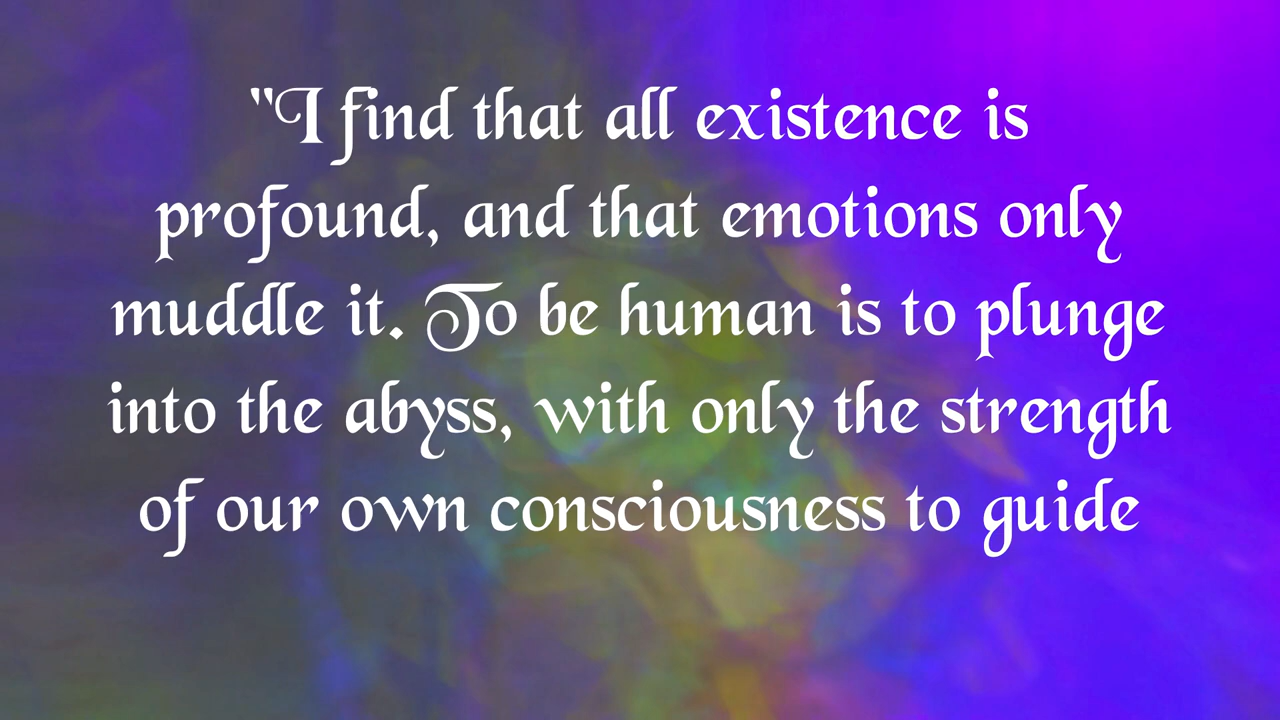 "I find that all existence is
profound, and that emotions only
muddle it. To be human is to plunge
into the abyss, with only the strength
of our own consciousness to guide